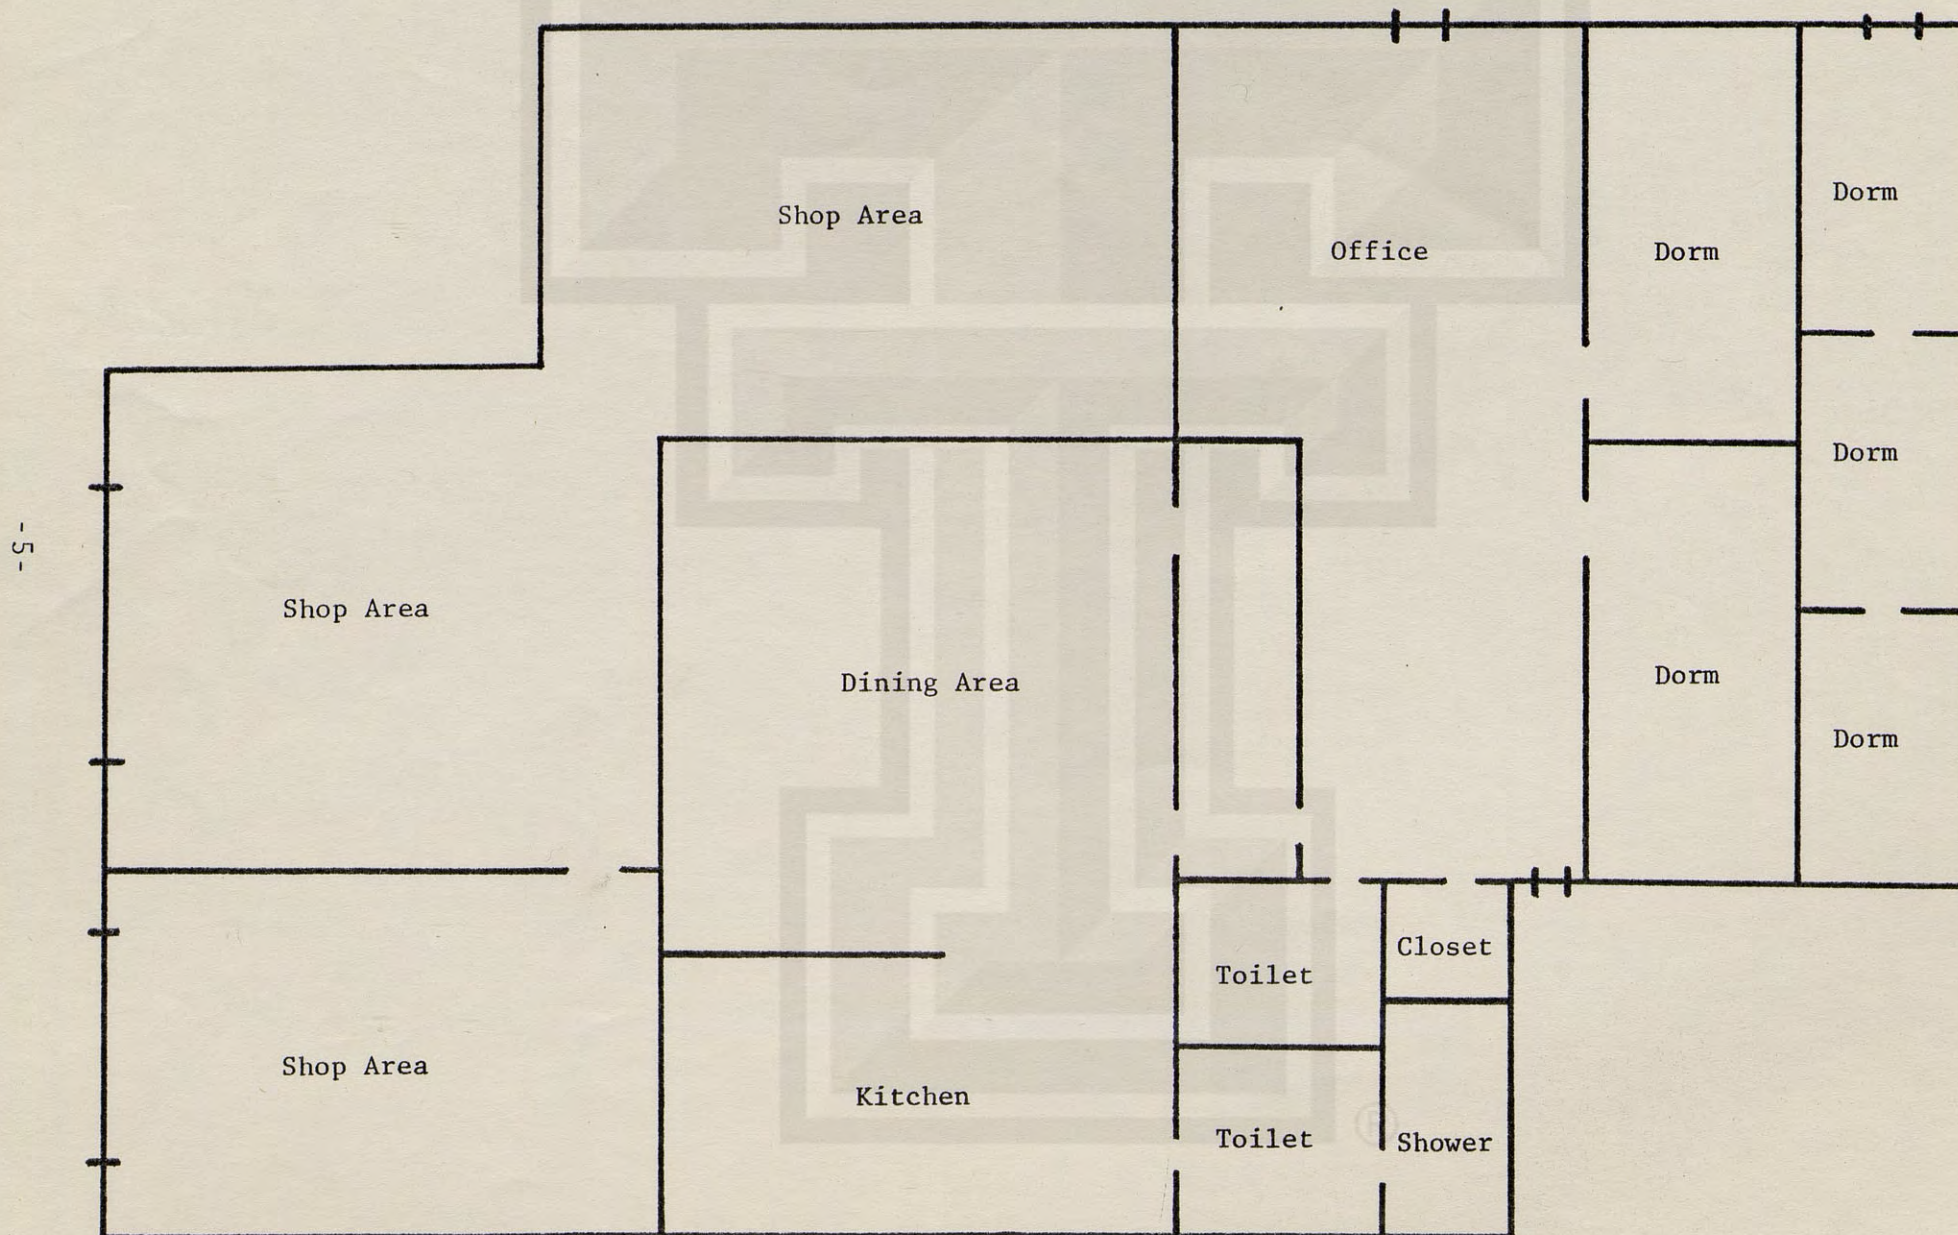 Shop Area
Office
Dorm
Dorm
Dorm
-5-
Shop Area
Dining Area
Dorm
Dorm
Closet
Toilet
Shop Area
Kitchen
Toilet
Shower
®